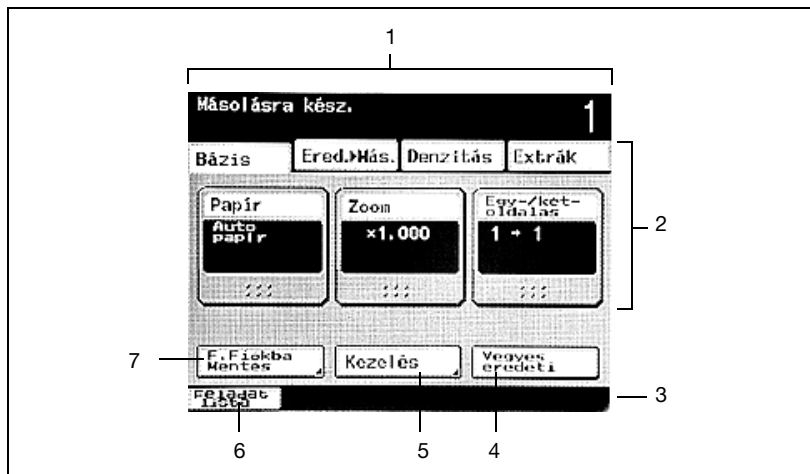 1
Másolásra kész. 1
Bázis Ered.▶Más. Denzitás Extrák
Papír Zoom Egy-/két-
oldalas
Auto
papír ×1.000 1 → 1
2
7 F.Fiókba
Mentés Kezelés Vegyes
eredeti
Feladat
lista 3
6 5 4